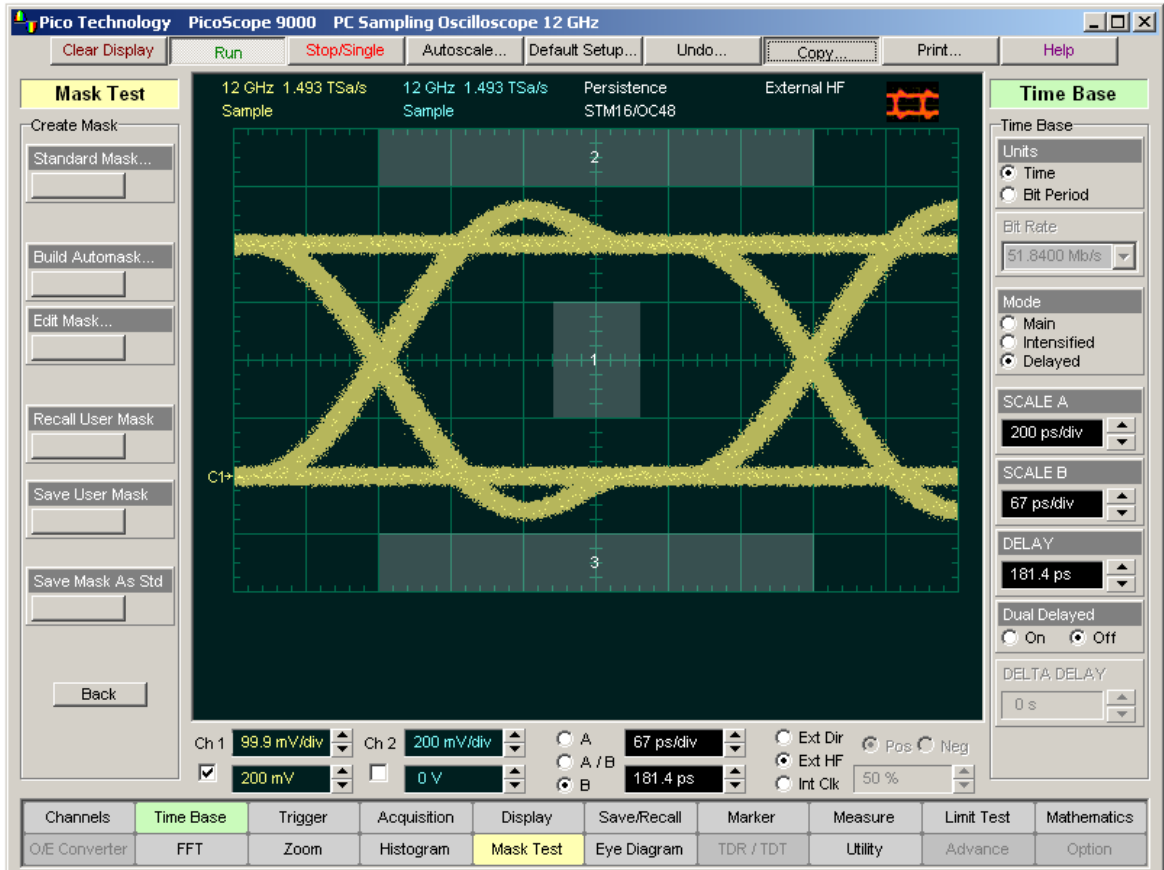 Pico Technology PicoScope 9000 PC Sampling Oscilloscope 12 GHz
Clear Display Run Stop/Single Autoscale... Default Setup... Undo... Copy... Print... Help
Mask Test
Create Mask
Standard Mask...
Build Automask...
Edit Mask...
Recall User Mask
Save User Mask
Save Mask As Std
Back
12 GHz 1.493 TSa/s 12 GHz 1.493 TSa/s Persistence External HF
Sample Sample STM16/OC48
2
1
C1
3
Time Base
Time Base
Units
Time
Bit Period
Bit Rate
51.8400 Mb/s
Mode
Main
Intensified
Delayed
SCALE A
200 ps/div
SCALE B
67 ps/div
DELAY
181.4 ps
Dual Delayed
On Off
DELTA DELAY
0 s
Ch 1 99.9 mV/div Ch 2 200 mV/div A 67 ps/div Ext Dir Pos Neg
A / B Ext HF
200 mV 0 V B 181.4 ps Int Clk 50 %
Channels Time Base Trigger Acquisition Display Save/Recall Marker Measure Limit Test Mathematics
O/E Converter FFT Zoom Histogram Mask Test Eye Diagram TDR / TDT Utility Advance Option